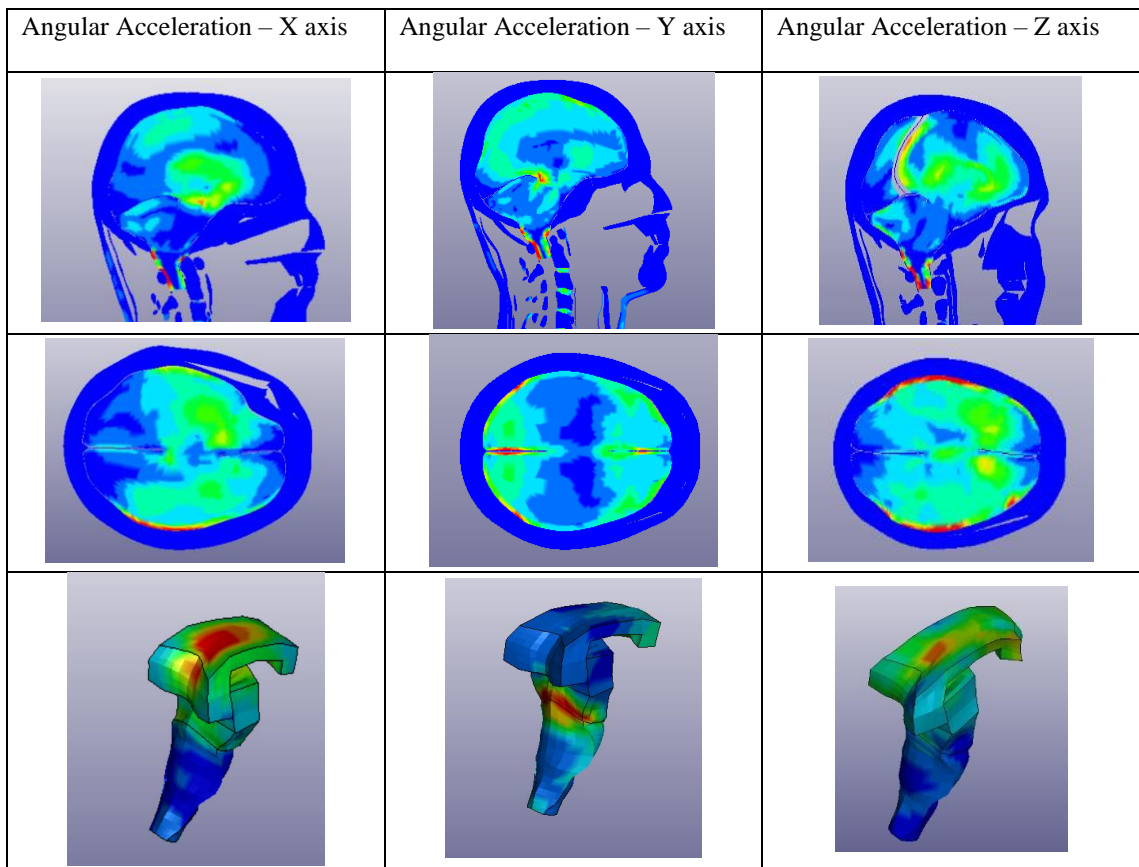 Angular Acceleration – X axis
Angular Acceleration – Y axis
Angular Acceleration – Z axis